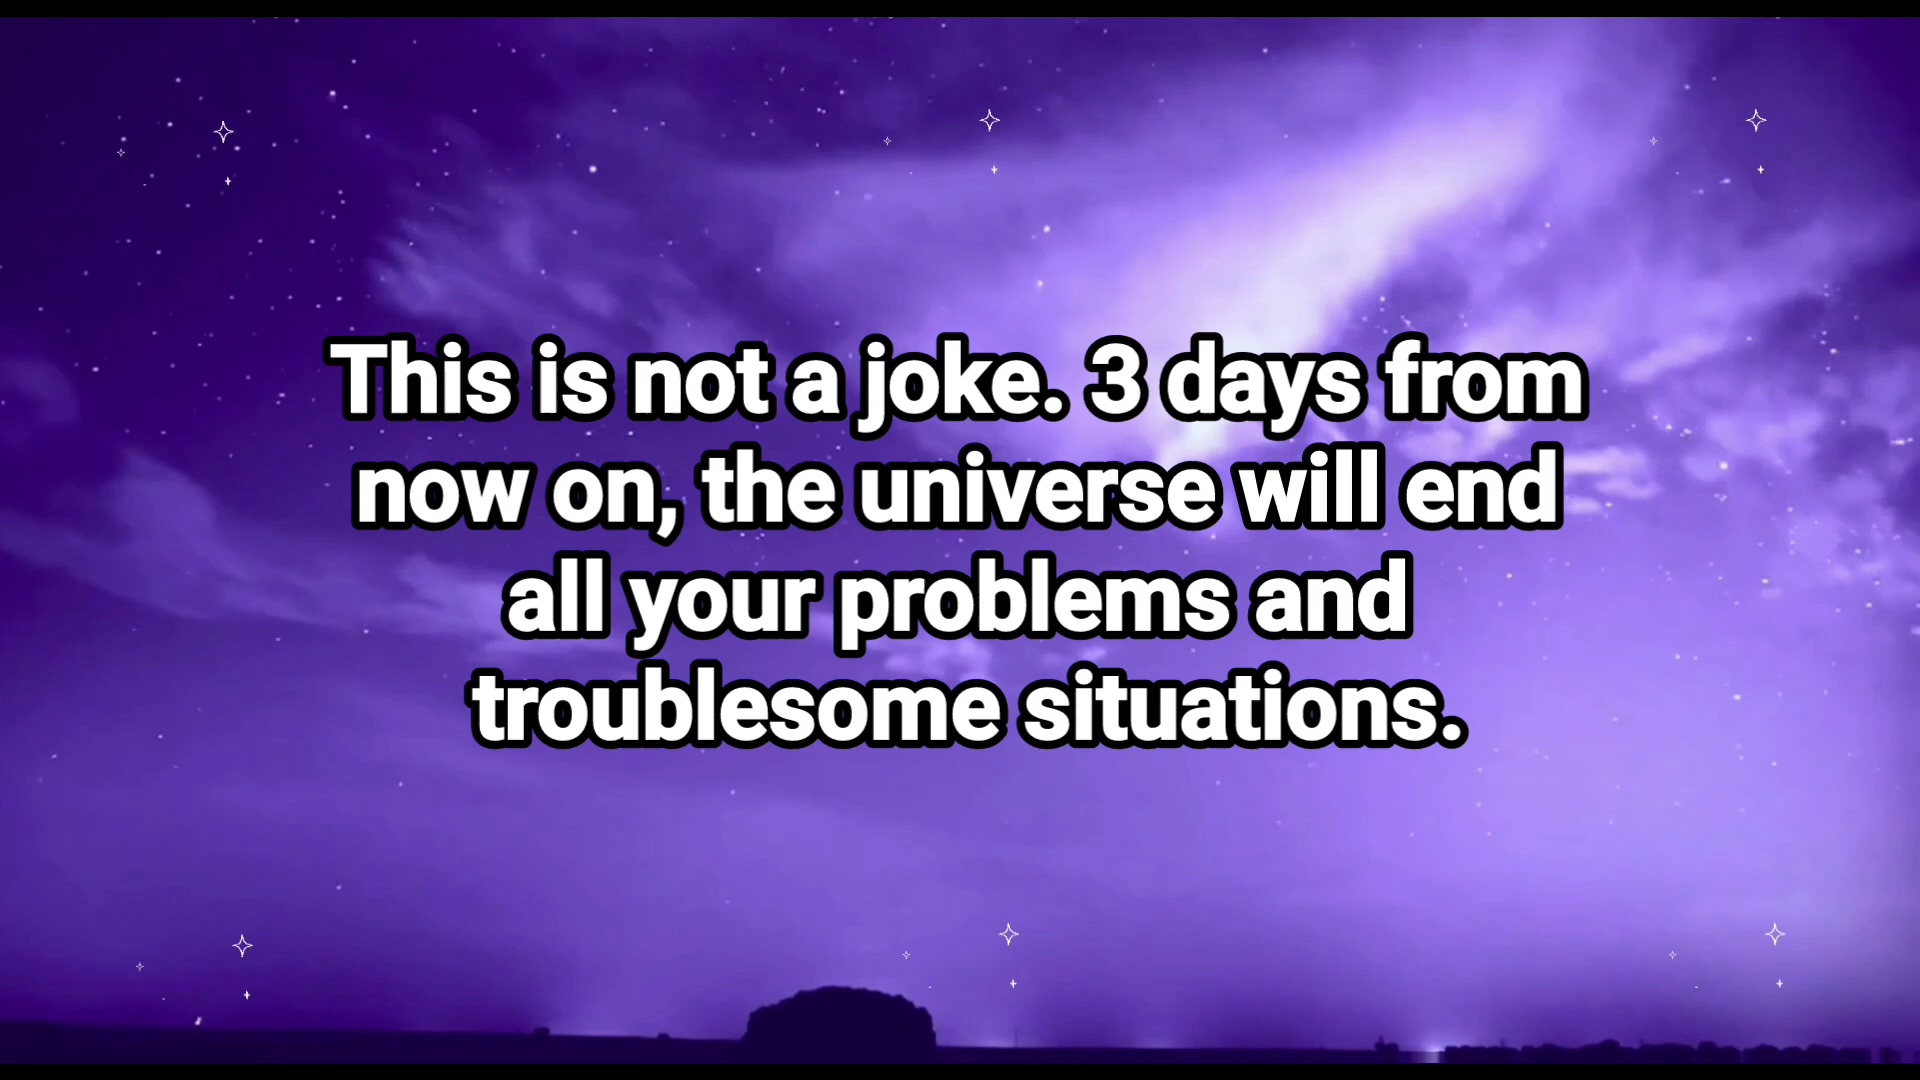 This is not a joke. 3 days from
now on, the universe will end
all your problems and
troublesome situations.